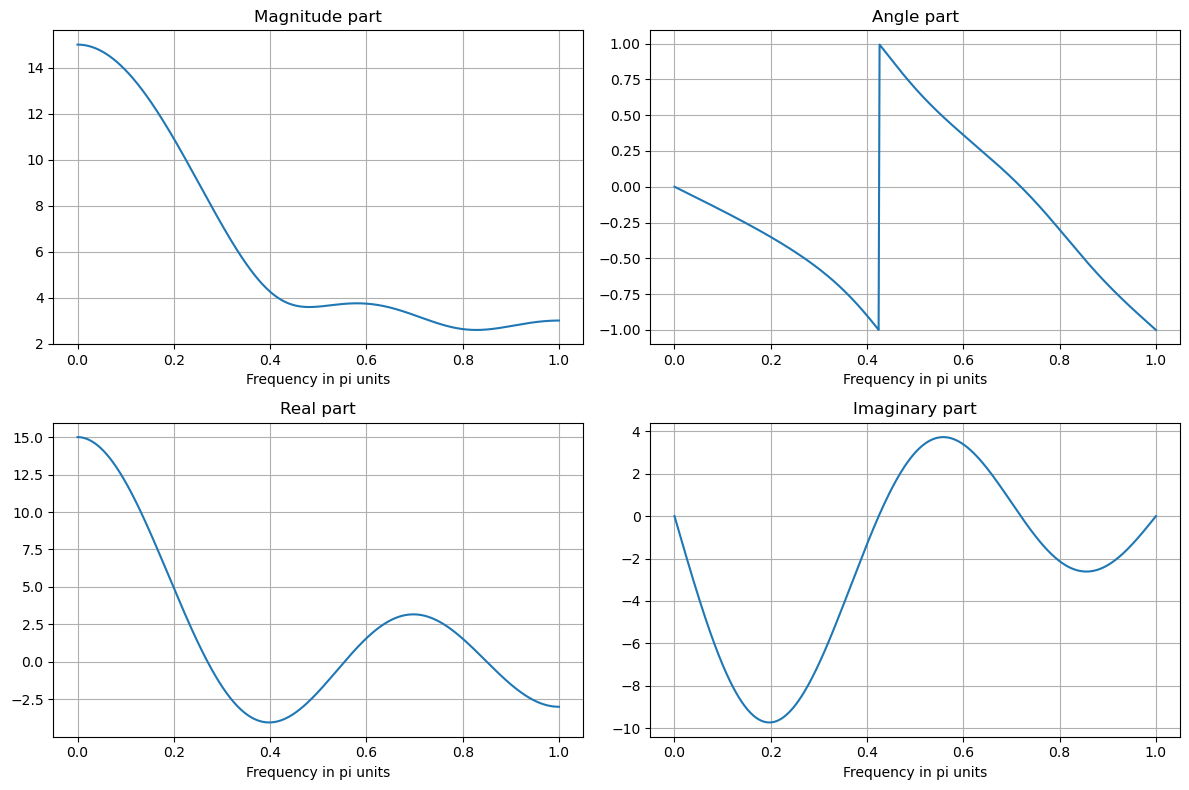 Magnitude part
14
12
10
8
6
4
2
0.0 0.2 0.4 0.6 0.8 1.0
Frequency in pi units
Angle part
1.00
0.75
0.50
0.25
0.00
−0.25
−0.50
−0.75
−1.00
0.0 0.2 0.4 0.6 0.8 1.0
Frequency in pi units
Real part
15.0
12.5
10.0
7.5
5.0
2.5
0.0
−2.5
0.0 0.2 0.4 0.6 0.8 1.0
Frequency in pi units
Imaginary part
4
2
0
−2
−4
−6
−8
−10
0.0 0.2 0.4 0.6 0.8 1.0
Frequency in pi units